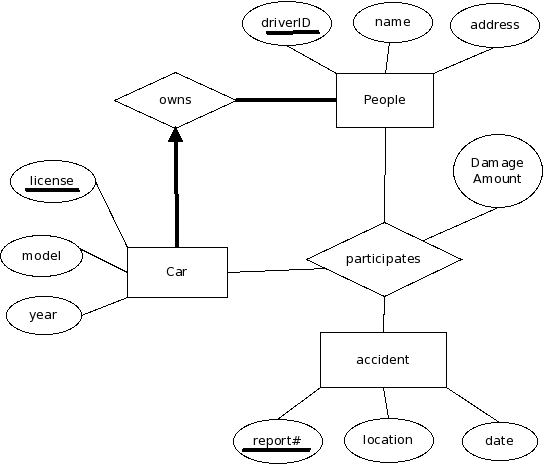 driverID
name
address
owns
People
Damage
Amount
license
model
year
Car
participates
accident
report#
location
date